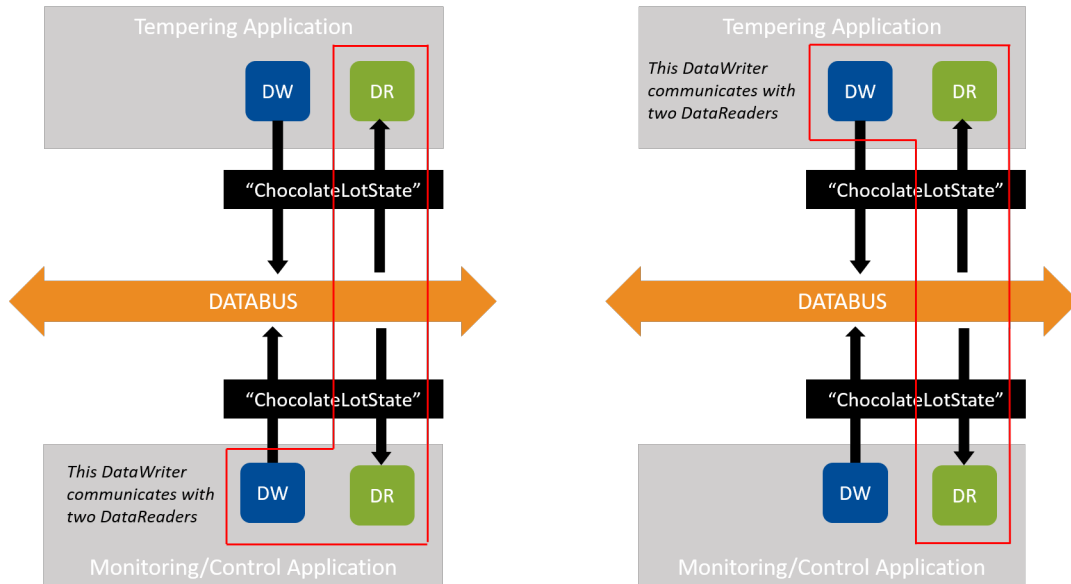 Tempering Application
DW
DR
“ChocolateLotState”
DATABUS
“ChocolateLotState”
This DataWriter
communicates with
two DataReaders
DW
DR
Monitoring/Control Application
Tempering Application
This DataWriter
communicates with
two DataReaders
DW
DR
“ChocolateLotState”
DATABUS
“ChocolateLotState”
DW
DR
Monitoring/Control Application